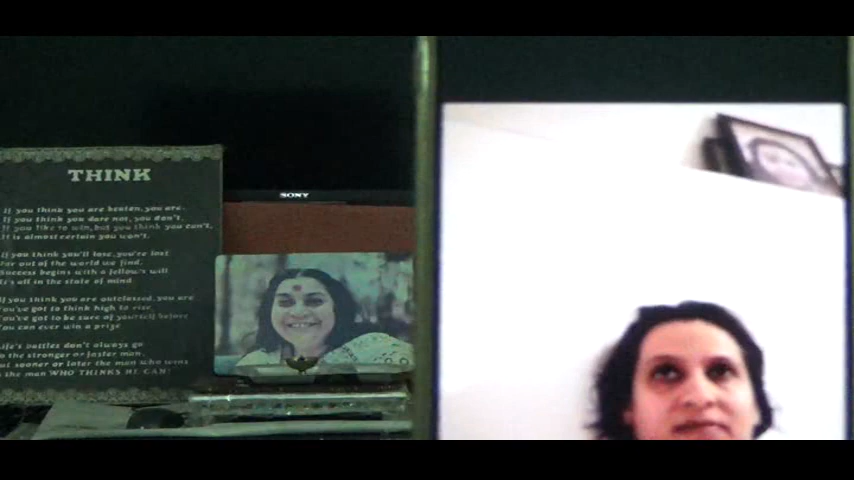 THINK
If you think you are beaten, you are.
If you think you dare not, you don't,
If you like to win, but you think you can't,
It is almost certain you won't.
If you think you'll lose, you're lost
For out of the world we find,
Success begins with a fellow's will
It's all in the state of mind
If you think you are outclassed, you are
You've got to think high to rise
You've got to be sure of yourself before
You can ever win a prize
Life's battles don't always go
To the stronger or faster man,
But sooner or later the man who wins
Is the man WHO THINKS HE CAN!
SONY